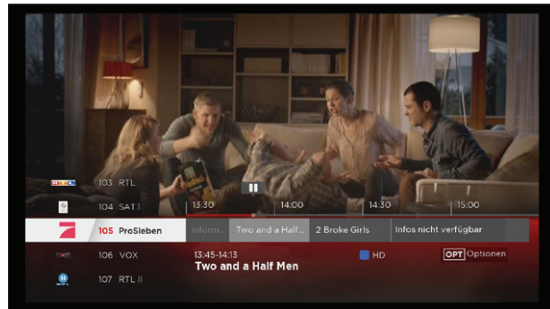 103 RTL
104 SAT.1
13:30 14:00 14:30 15:00
105 ProSieben Inform... Two and a Half... 2 Broke Girls Infos nicht verfügbar
106 VOX 13:45-14:13 HD OPT Optionen
Two and a Half Men
107 RTL II